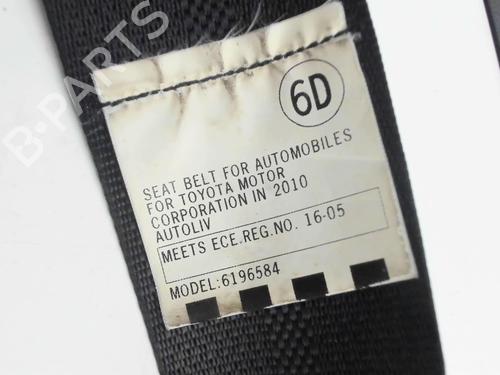 B-PARTS
6D
SEAT BELT FOR AUTOMOBILES
FOR TOYOTA MOTOR
CORPORATION IN 2010
AUTOLIV
MEETS ECE.REG.NO. 16-05
MODEL:6196584